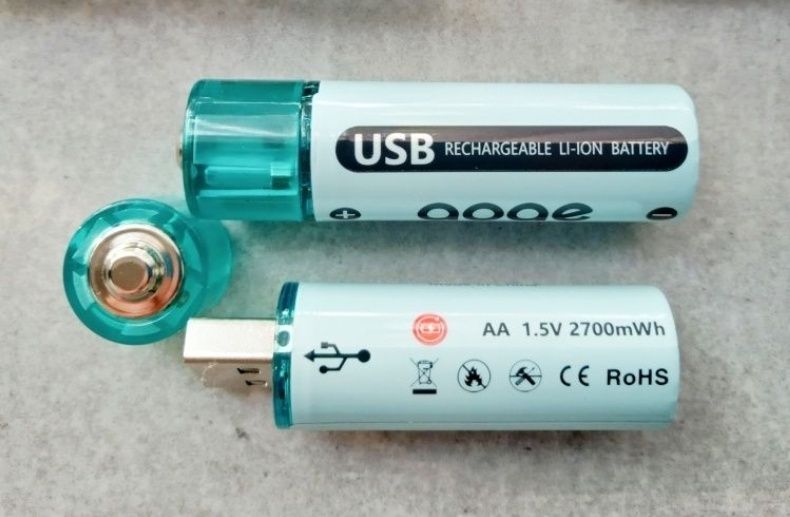 USB RECHARGEABLE LI-ION BATTERY
AA 1.5V 2700mWh
CE RoHS